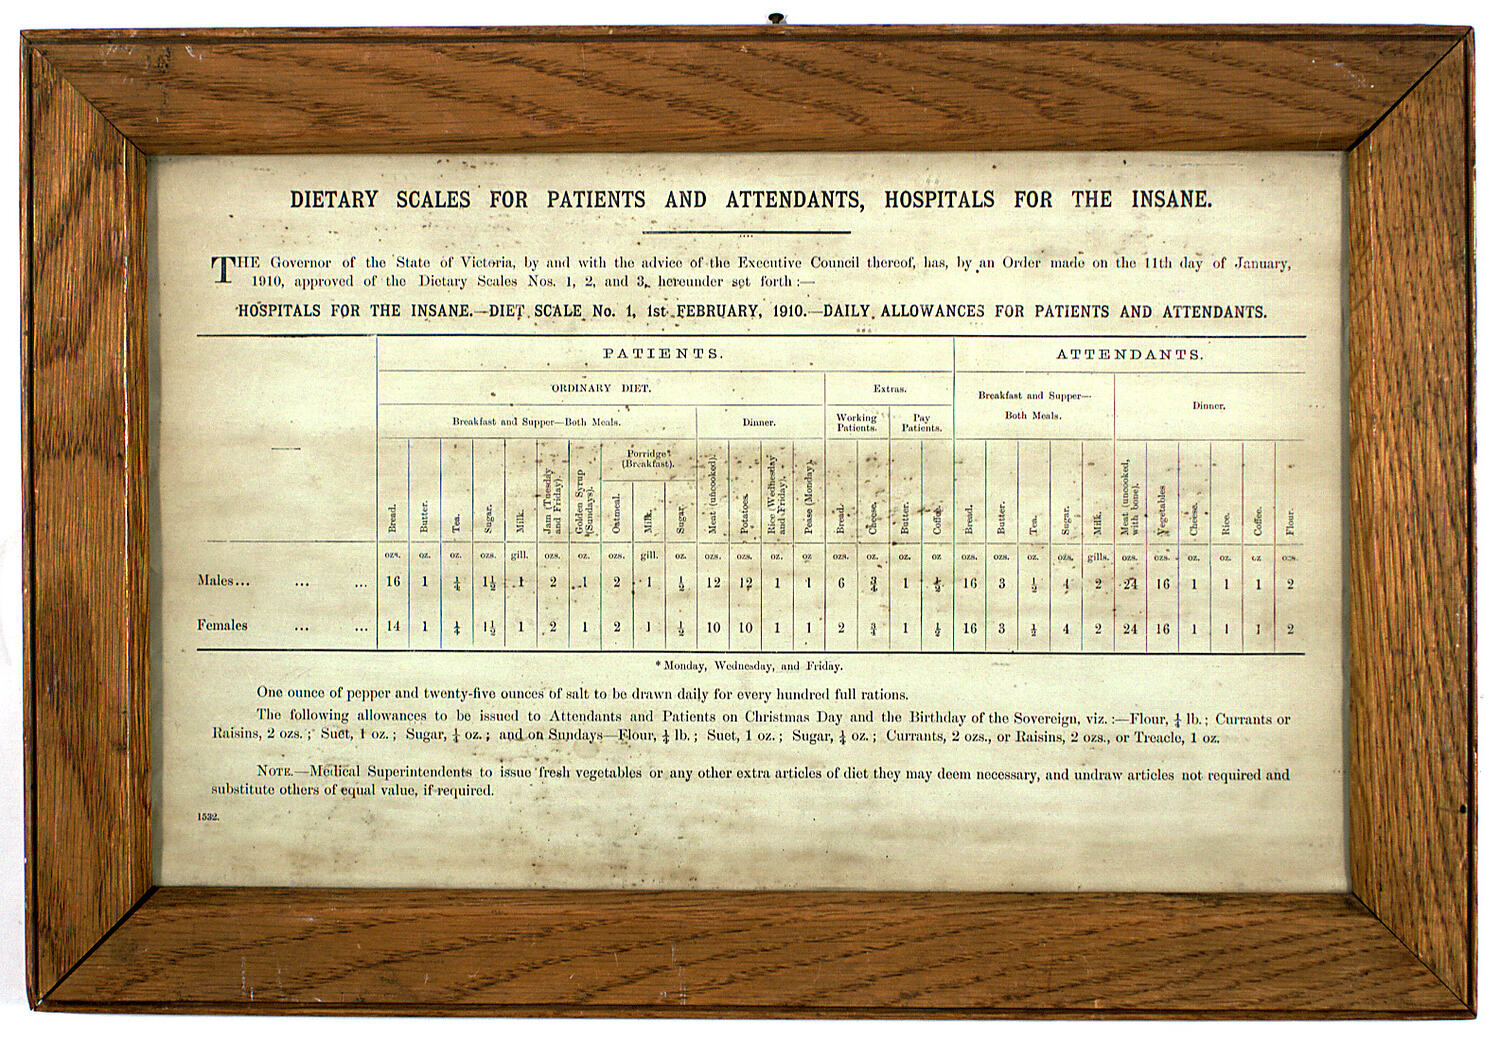 DIETARY SCALES FOR PATIENTS AND ATTENDANTS, HOSPITALS FOR THE INSANE.
THE Governor of the State of Victoria, by and with the advice of the Executive Council thereof, has, by an Order made on the 11th day of January,
1910, approved of the Dietary Scales Nos. 1, 2, and 3, hereunder set forth :—
HOSPITALS FOR THE INSANE.—DIET SCALE No. 1, 1st FEBRUARY, 1910.—DAILY ALLOWANCES FOR PATIENTS AND ATTENDANTS.
PATIENTS. ATTENDANTS.
ORDINARY DIET. Extras. Breakfast and Supper— Dinner.
Both Meals.
Breakfast and Supper—Both Meals. Dinner. Working Pay
Patients. Patients.
Porridge*
(Breakfast).
Bread. Butter. Tea. Sugar. Milk. Jam (Tuesday and Friday). Golden Syrup (Sundays). Oatmeal. Milk. Sugar. Meat (uncooked). Potatoes. Rice (Wednesday and Friday). Pease (Monday). Bread. Cheese. Butter. Coffee. Bread. Butter. Tea. Sugar. Milk. Meat (uncooked, with bone). Vegetables Cheese. Rice. Coffee. Flour.
ozs. oz. oz. ozs. gill. ozs. oz. ozs. gill. oz. ozs. ozs. oz. oz ozs. oz. oz. oz ozs. ozs. oz. ozs. gills. ozs. ozs. oz. oz. oz ozs.
Males... ... ... 16 1 ¼ 1½ 1 2 1 2 1 ½ 12 12 1 1 6 ¾ 1 ½ 16 3 ½ 4 2 24 16 1 1 1 2
Females ... ... 14 1 ¼ 1½ 1 2 1 2 1 ½ 10 10 1 1 2 ¾ 1 ½ 16 3 ½ 4 2 24 16 1 1 1 2
* Monday, Wednesday, and Friday.
One ounce of pepper and twenty-five ounces of salt to be drawn daily for every hundred full rations.
The following allowances to be issued to Attendants and Patients on Christmas Day and the Birthday of the Sovereign, viz. :—Flour, ¼ lb. ; Currants or
Raisins, 2 ozs. ; Suet, 1 oz. ; Sugar, ¼ oz. ; and on Sundays—Flour, ¼ lb. ; Suet, 1 oz. ; Sugar, ¼ oz. ; Currants, 2 ozs., or Raisins, 2 ozs., or Treacle, 1 oz.
NOTE.—Medical Superintendents to issue fresh vegetables or any other extra articles of diet they may deem necessary, and undraw articles not required and
substitute others of equal value, if required.
1532.